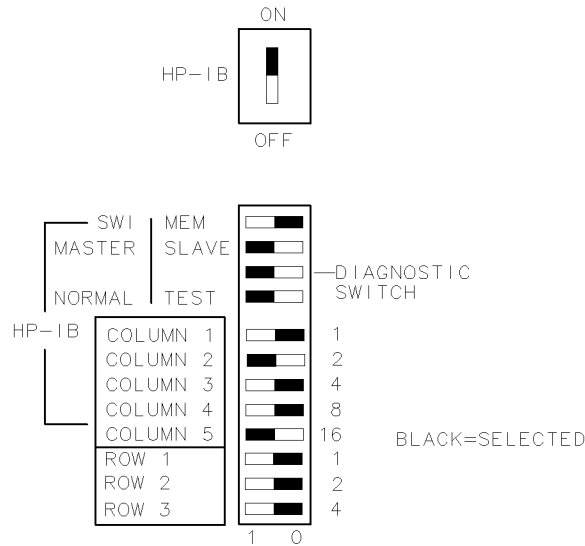 ON
HP-IB
OFF
SWI MEM
MASTER SLAVE
DIAGNOSTIC
SWITCH
NORMAL TEST
HP-IB
COLUMN 1 1
COLUMN 2 2
COLUMN 3 4
COLUMN 4 8
COLUMN 5 16
BLACK=SELECTED
ROW 1 1
ROW 2 2
ROW 3 4
1 0